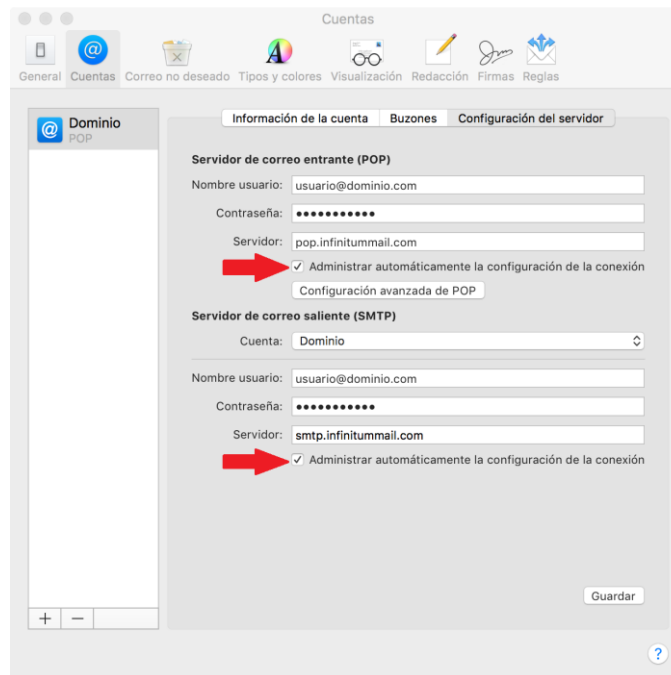 Cuentas
General Cuentas Correo no deseado Tipos y colores Visualización Redacción Firmas Reglas
Dominio
POP
Información de la cuenta Buzones Configuración del servidor
Servidor de correo entrante (POP)
Nombre usuario: usuario@dominio.com
Contraseña: •••••••••••
Servidor: pop.infinitummail.com
Administrar automáticamente la configuración de la conexión
Configuración avanzada de POP
Servidor de correo saliente (SMTP)
Cuenta: Dominio
Nombre usuario: usuario@dominio.com
Contraseña: •••••••••••
Servidor: smtp.infinitummail.com
Administrar automáticamente la configuración de la conexión
Guardar
+ −
?